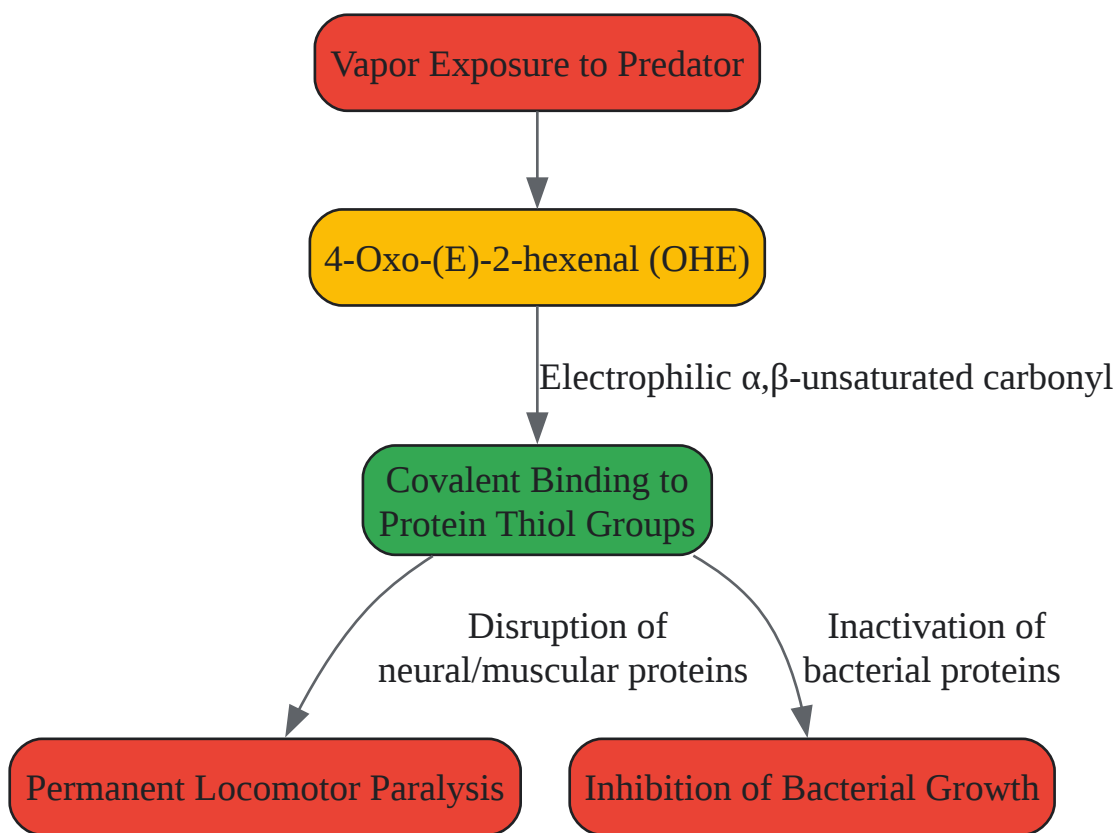 Vapor Exposure to Predator
4-Oxo-(E)-2-hexenal (OHE)
Electrophilic α,β-unsaturated carbonyl
Covalent Binding to
Protein Thiol Groups
Disruption of
neural/muscular proteins
Inactivation of
bacterial proteins
Permanent Locomotor Paralysis
Inhibition of Bacterial Growth